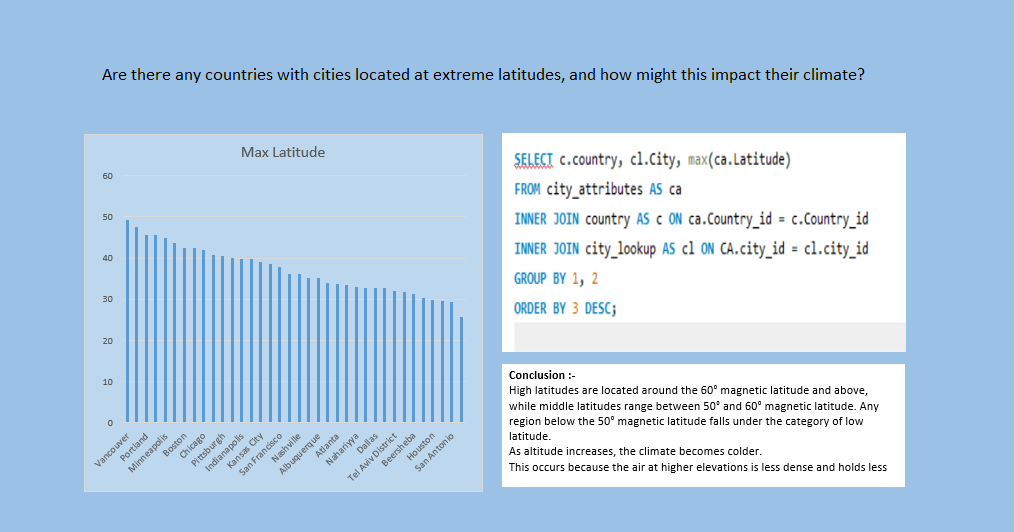 Are there any countries with cities located at extreme latitudes, and how might this impact their climate?
Max Latitude
60
50
40
30
20
10
0
Vancouver
Portland
Minneapolis
Boston
Chicago
Pittsburgh
Indianapolis
Kansas City
San Francisco
Nashville
Albuquerque
Atlanta
Nahariyya
Dallas
Tel Aviv District
Beersheba
Houston
San Antonio
SELECT c.country, cl.City, max(ca.Latitude)
FROM city_attributes AS ca
INNER JOIN country AS c ON ca.Country_id = c.Country_id
INNER JOIN city_lookup AS cl ON CA.city_id = cl.city_id
GROUP BY 1, 2
ORDER BY 3 DESC;
Conclusion :-
High latitudes are located around the 60° magnetic latitude and above,
while middle latitudes range between 50° and 60° magnetic latitude. Any
region below the 50° magnetic latitude falls under the category of low
latitude.
As altitude increases, the climate becomes colder.
This occurs because the air at higher elevations is less dense and holds less